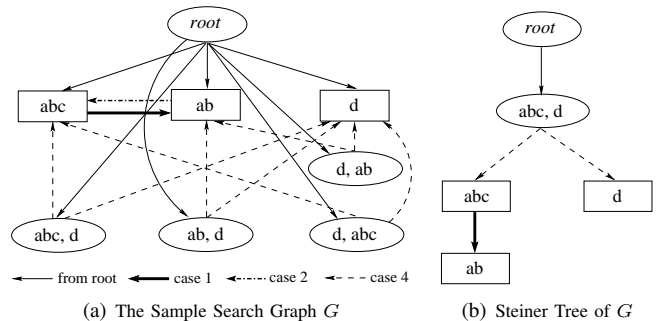 root
abc
ab
d
d, ab
abc, d
ab, d
d, abc
from root
case 1
case 2
case 4
(a) The Sample Search Graph G
root
abc, d
abc
d
ab
(b) Steiner Tree of G